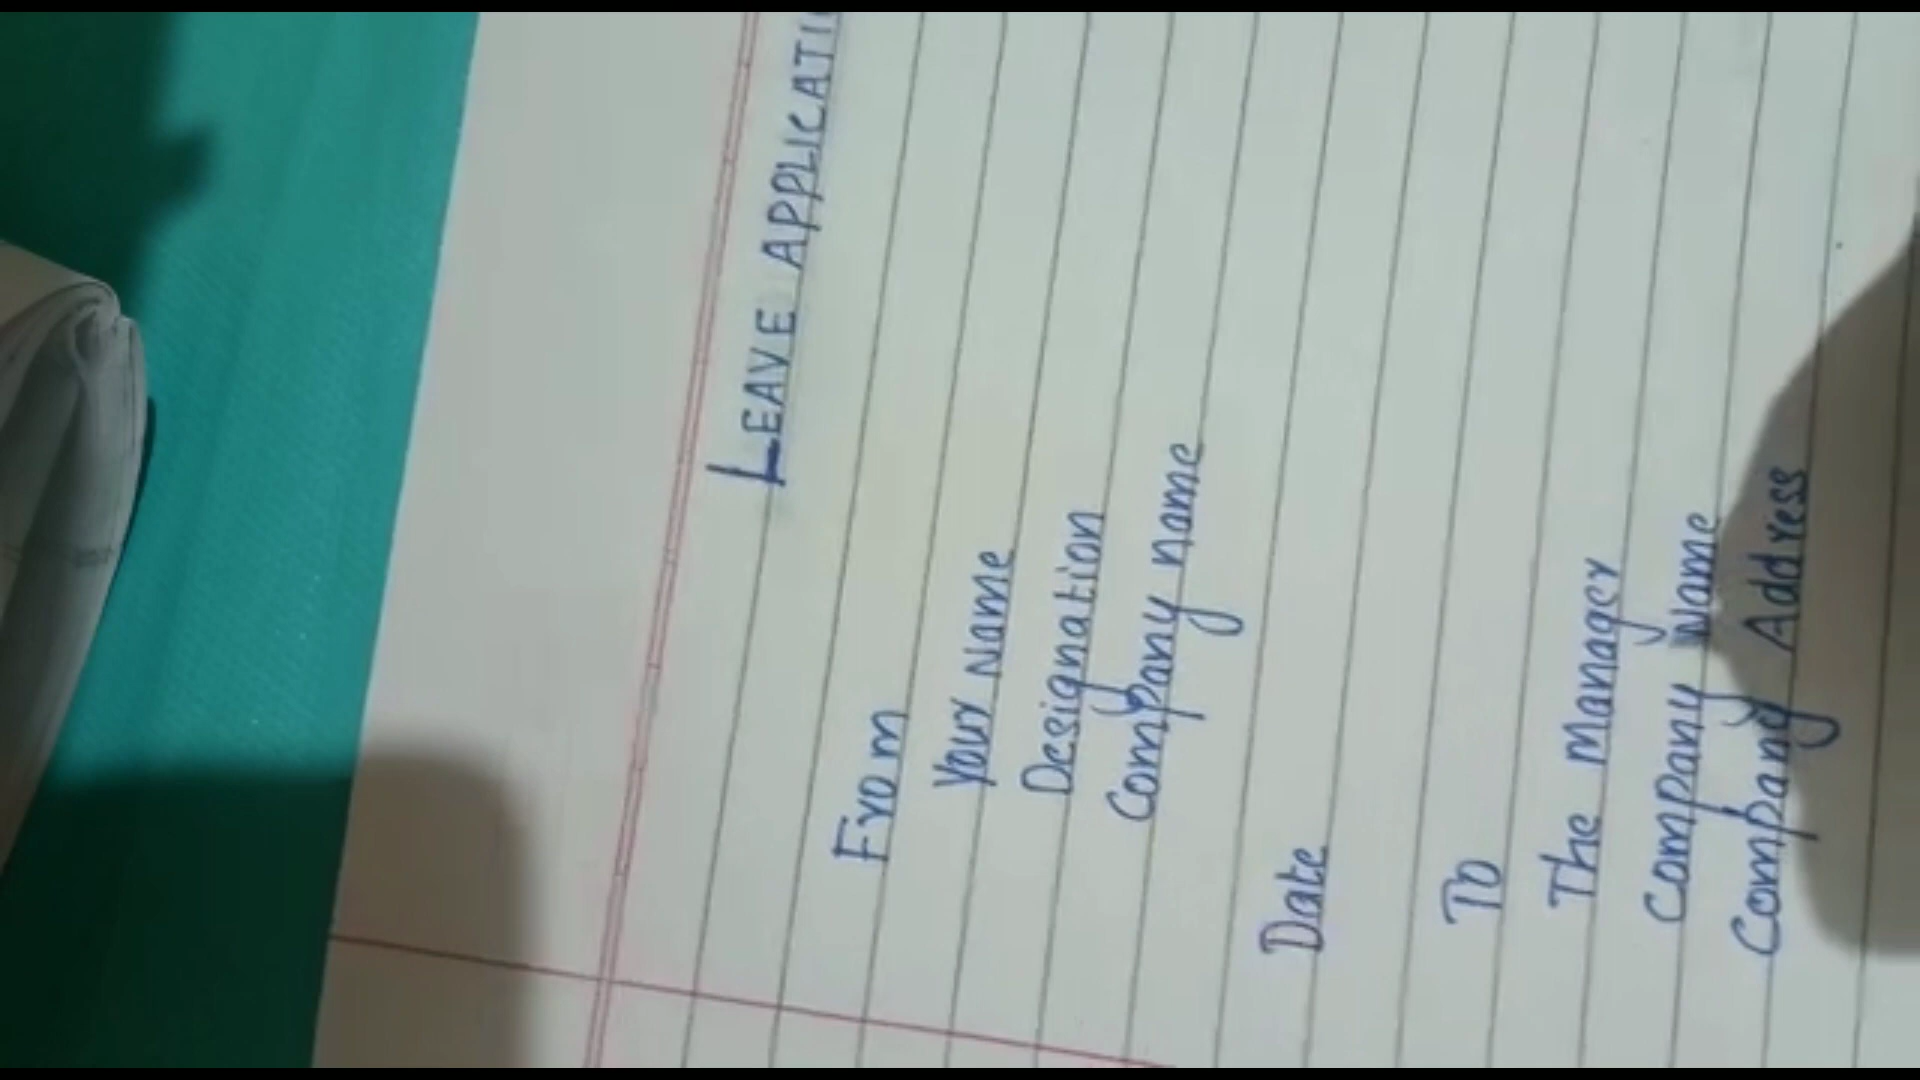 LEAVE APPLICATI
From
Your Name
Designation
Company name
Date
To
The Manager
Company Name
Company Address